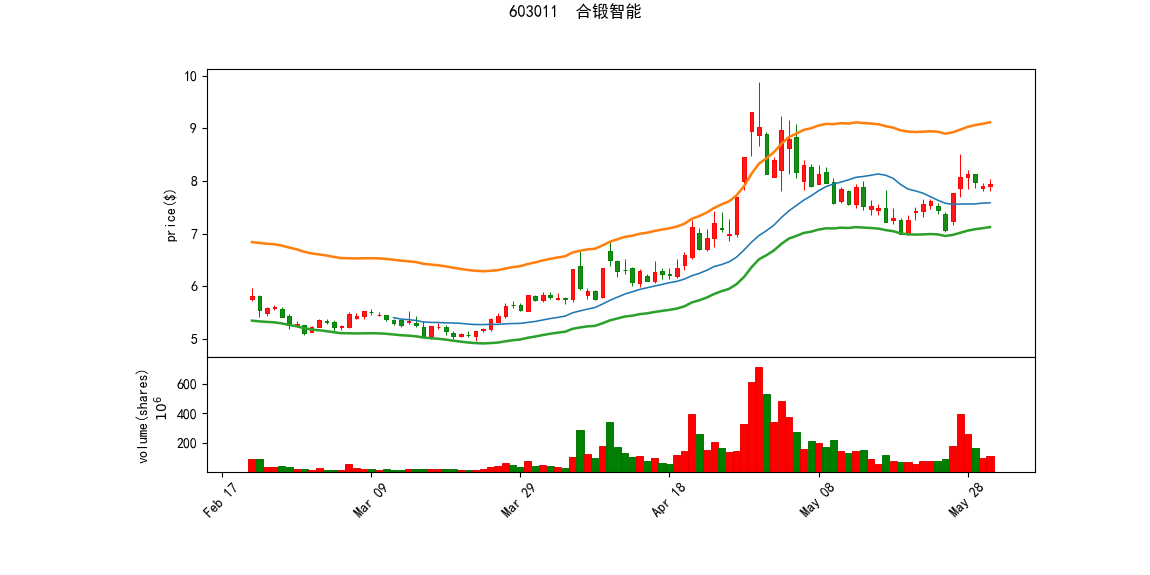 603011 合锻智能
10
9
8
7
6
5
price($)
600
400
200
volume(shares)
10^6
Feb 17
Mar 09
Mar 29
Apr 18
May 08
May 28